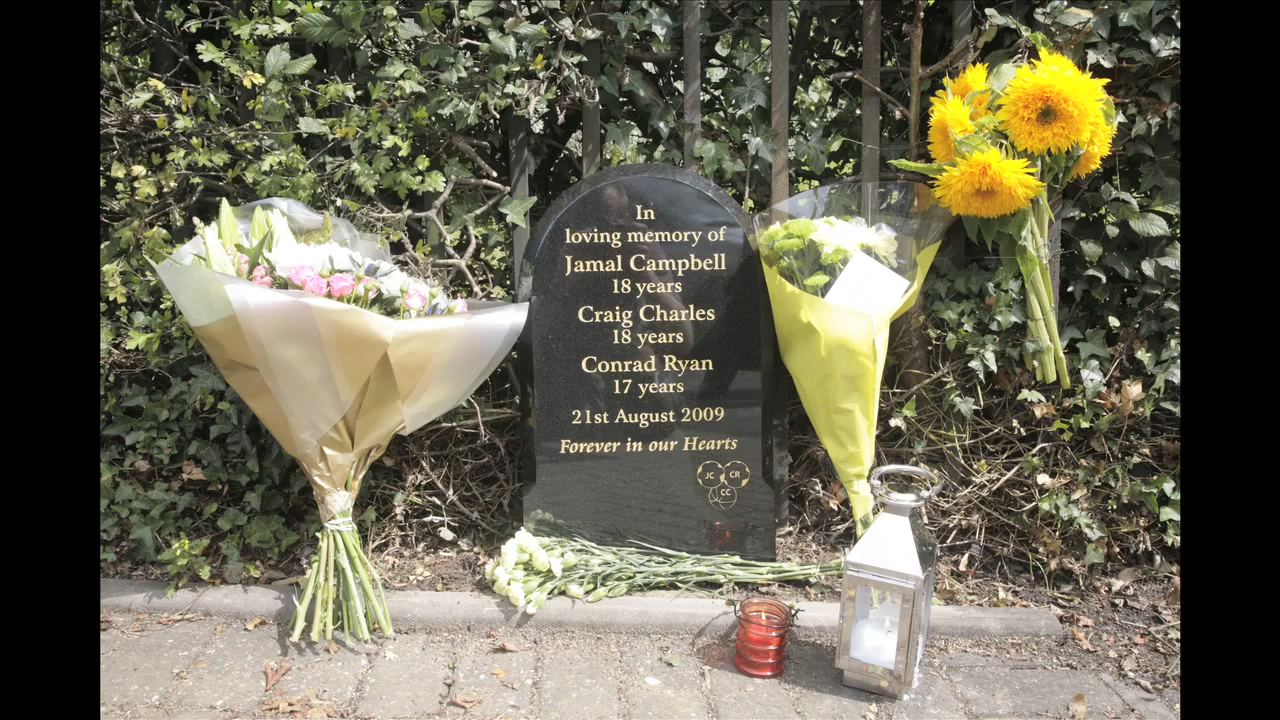 In
loving memory of
Jamal Campbell
18 years
Craig Charles
18 years
Conrad Ryan
17 years
21st August 2009
Forever in our Hearts
JC CR
CC